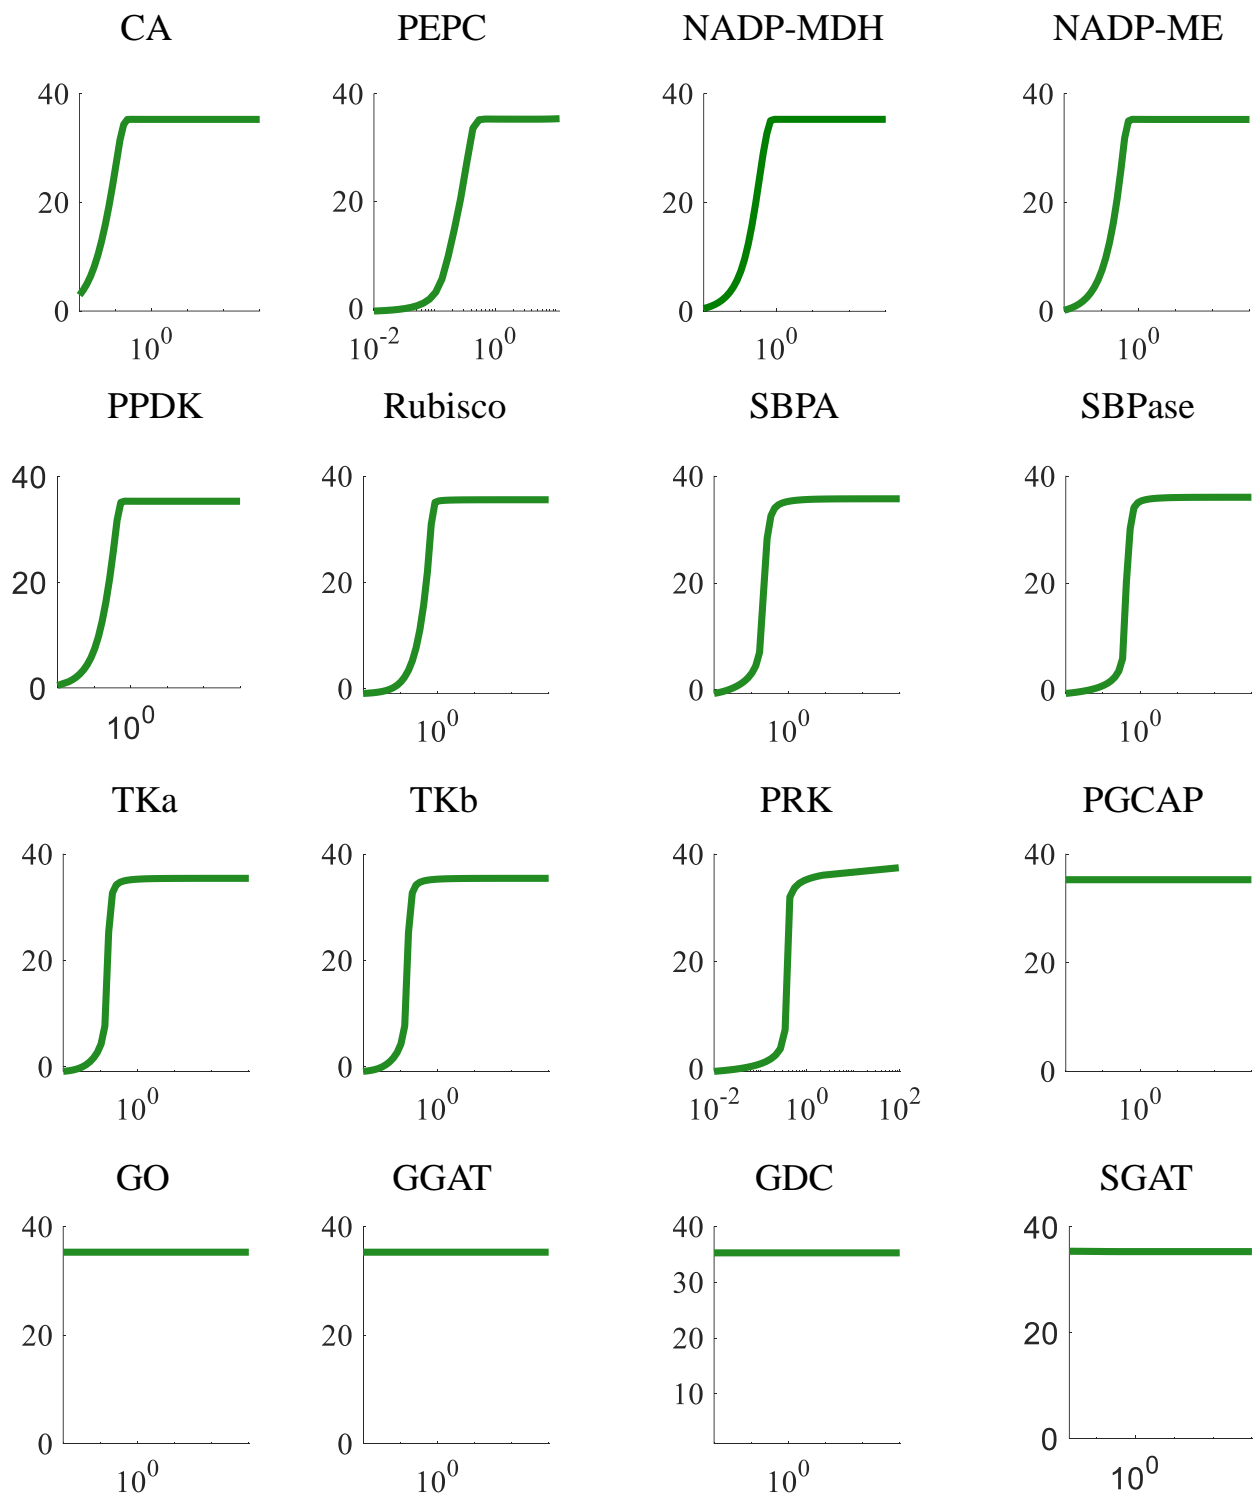 CA PEPC NADP-MDH NADP-ME
40 40 40 40
20 20 20 20
0 0 0 0
10^0 10^-2 10^0 10^0 10^0
PPDK Rubisco SBPA SBPase
40 40 40 40
20 20 20 20
0 0 0 0
10^0 10^0 10^0 10^0
TKa TKb PRK PGCAP
40 40 40 40
20 20 20 20
0 0 0 0
10^0 10^0 10^-2 10^0 10^2 10^0
GO GGAT GDC SGAT
40 40 40 40
30
20 20 20 20
10
0 0 0
10^0 10^0 10^0 10^0